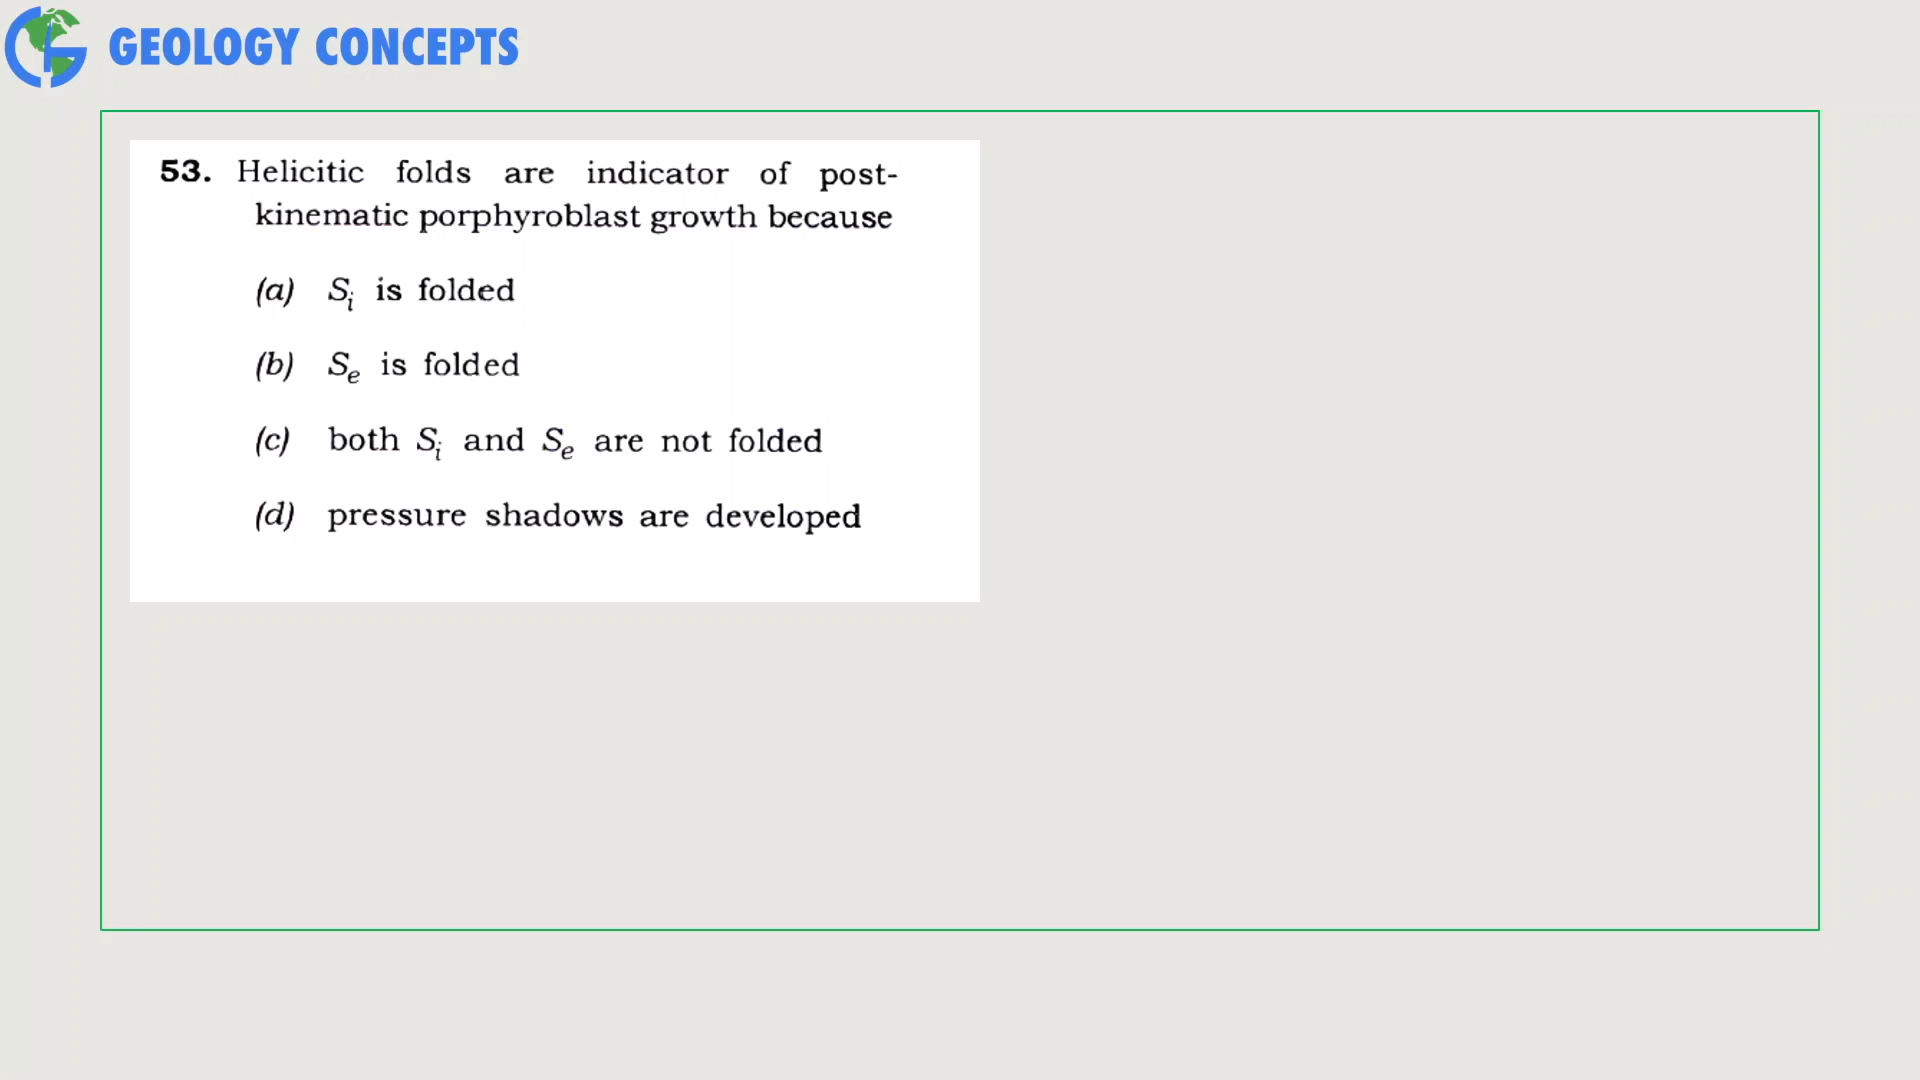 GEOLOGY CONCEPTS
53. Helicitic folds are indicator of post-
kinematic porphyroblast growth because
(a) Si is folded
(b) Se is folded
(c) both Si and Se are not folded
(d) pressure shadows are developed